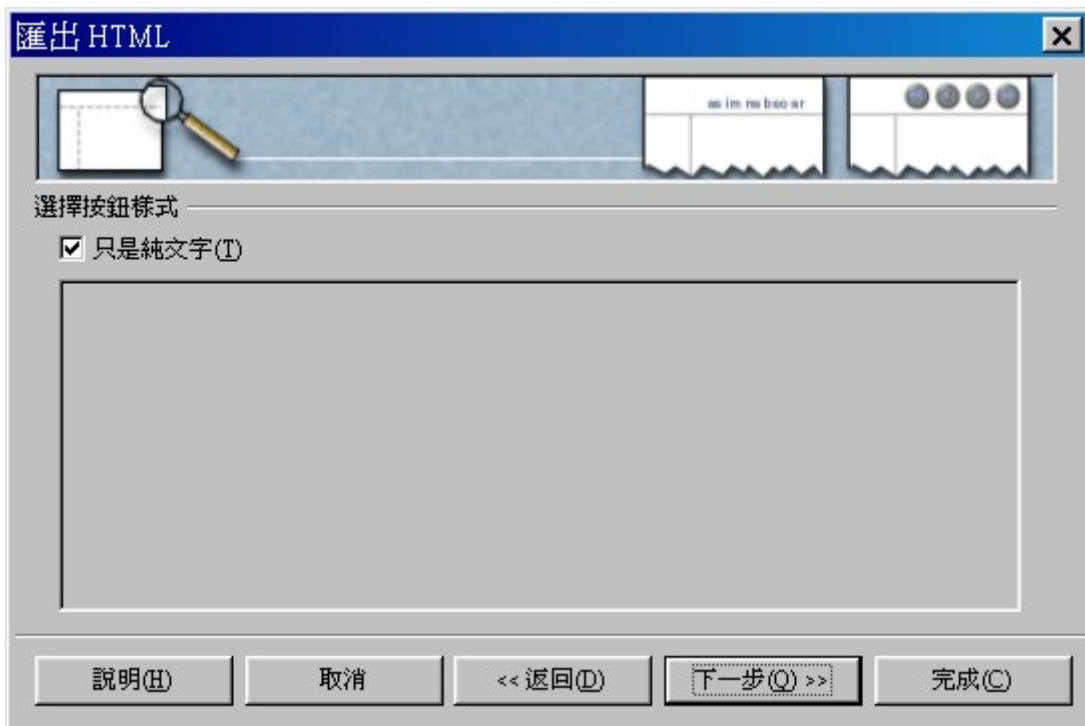 匯出 HTML
選擇按鈕樣式
只是純文字(T)
說明(H)
取消
<< 返回(D)
下一步(Q) >>
完成(C)